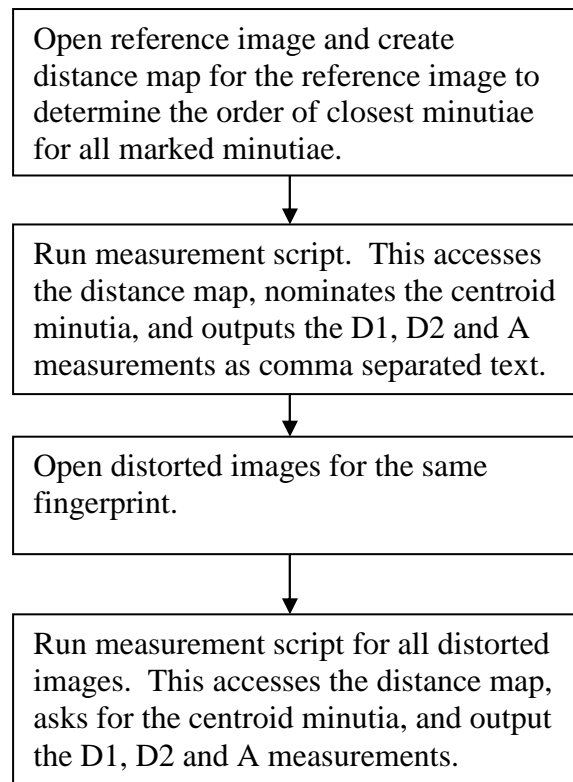 Open reference image and create
distance map for the reference image to
determine the order of closest minutiae
for all marked minutiae.
Run measurement script.  This accesses
the distance map, nominates the centroid
minutia, and outputs the D1, D2 and A
measurements as comma separated text.
Open distorted images for the same
fingerprint.
Run measurement script for all distorted
images.  This accesses the distance map,
asks for the centroid minutia, and output
the D1, D2 and A measurements.